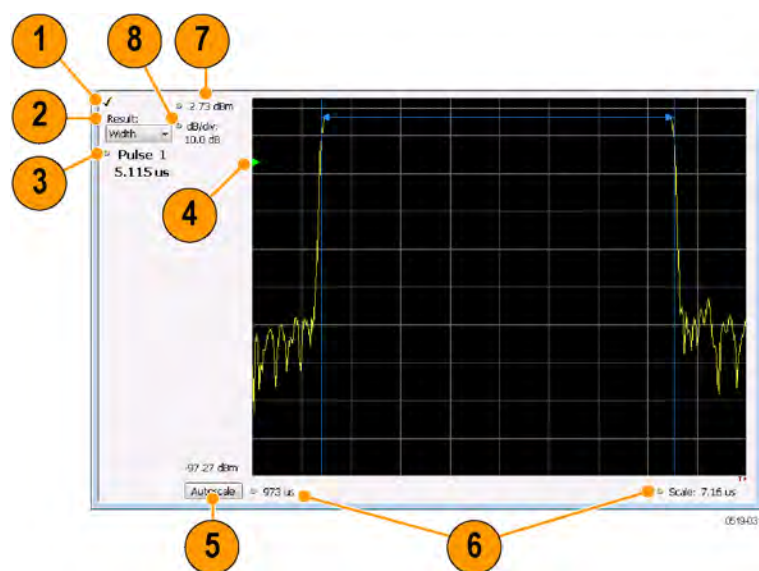 1
2
3
8
7
4
✓
Result:
Width
Pulse 1
5.115 us
2.73 dBm
dB/div:
10.0 dB
-97.27 dBm
Autoscale
973 us
Scale: 7.16 us
5
6
0519-03